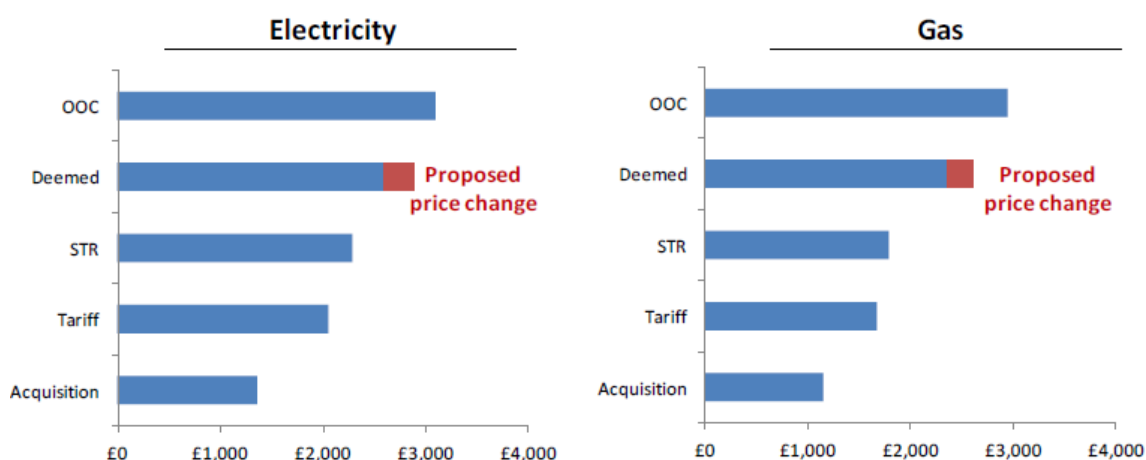 Electricity
OOC
Deemed
Proposed
price change
STR
Tariff
Acquisition
£0 £1,000 £2,000 £3,000 £4,000
Gas
OOC
Deemed
Proposed
price change
STR
Tariff
Acquisition
£0 £1,000 £2,000 £3,000 £4,000